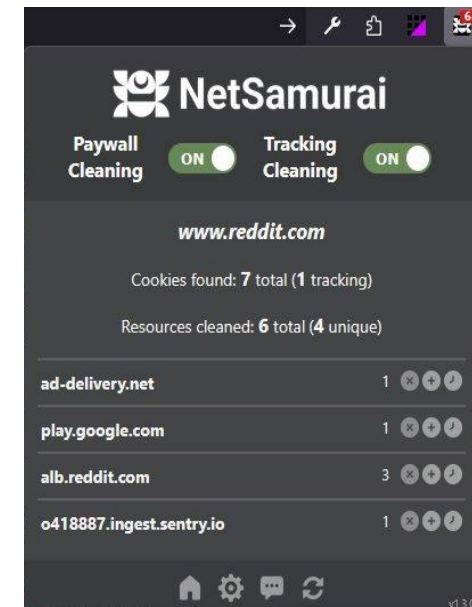 6
NetSamurai
Paywall Cleaning ON Tracking Cleaning ON
www.reddit.com
Cookies found: 7 total (1 tracking)
Resources cleaned: 6 total (4 unique)
ad-delivery.net 1
play.google.com 1
alb.reddit.com 3
o418887.ingest.sentry.io 1